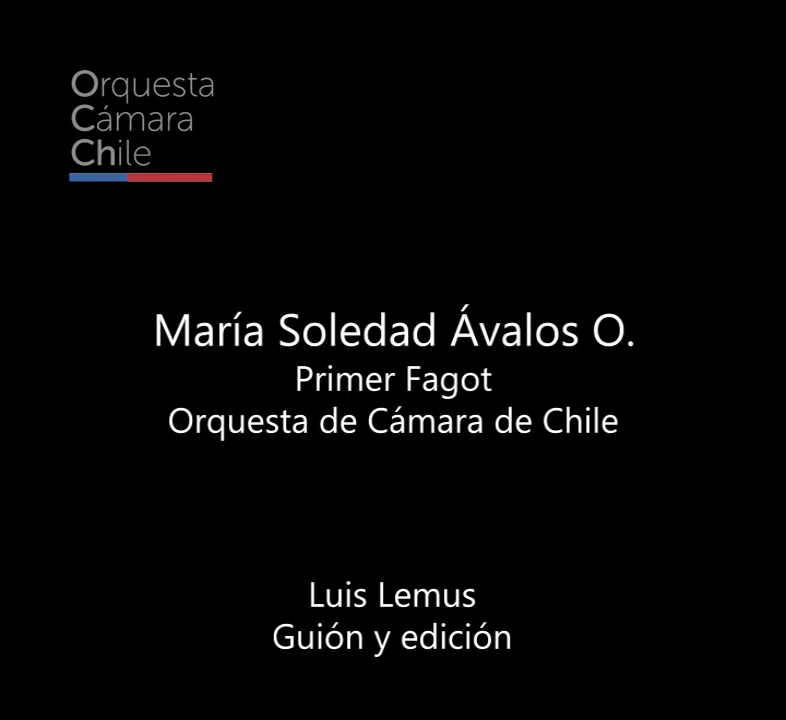 Orquesta
Cámara
Chile
María Soledad Ávalos O.
Primer Fagot
Orquesta de Cámara de Chile
Luis Lemus
Guión y edición